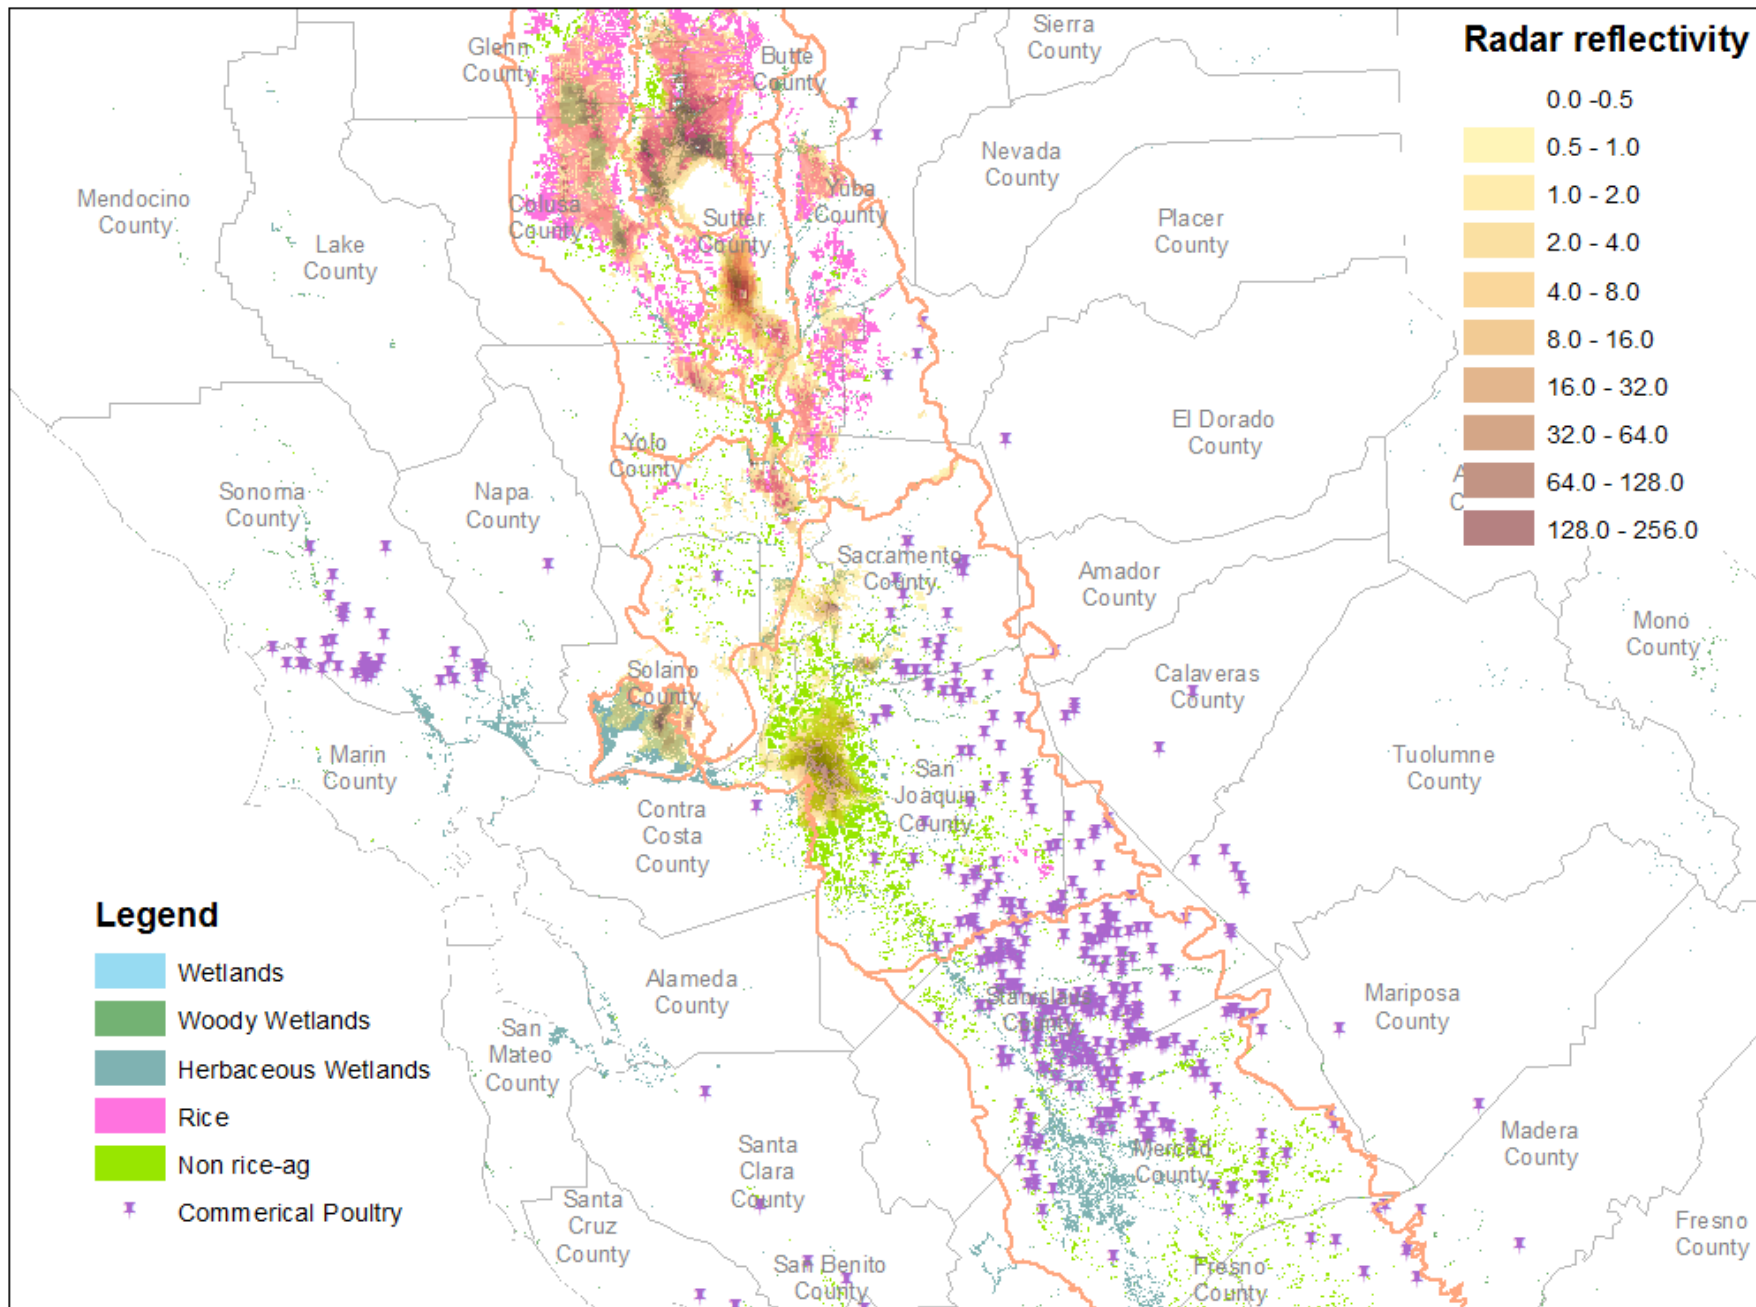 Sierra
County
Radar reflectivity
Glenn
County
Butte
County
0.0 -0.5
0.5 - 1.0
1.0 - 2.0
2.0 - 4.0
4.0 - 8.0
8.0 - 16.0
16.0 - 32.0
32.0 - 64.0
64.0 - 128.0
128.0 - 256.0
Nevada
County
Mendocino
County
Colusa
County
Yuba
County
Sutter
County
Placer
County
Lake
County
El Dorado
County
Yolo
County
Sonoma
County
Napa
County
A
C
Sacramento
County
Amador
County
Mono
County
Solano
County
Calaveras
County
Marin
County
Tuolumne
County
San
Joaquin
County
Contra
Costa
County
Legend
Wetlands
Woody Wetlands
Herbaceous Wetlands
Rice
Non rice-ag
Commerical Poultry
Alameda
County
Stanislaus
County
Mariposa
County
San
Mateo
County
Santa
Clara
County
Merced
County
Madera
County
Santa
Cruz
County
Fresno
County
San Benito
County
Fresno
County